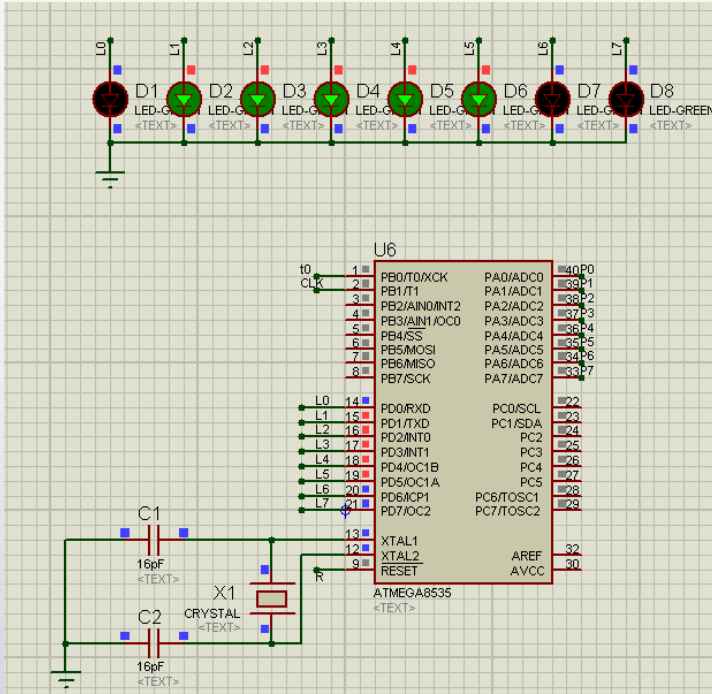 L0 L1 L2 L3 L4 L5 L6 L7
D1 D2 D3 D4 D5 D6 D7 D8
LED-GREEN
<TEXT> <TEXT> <TEXT> <TEXT> <TEXT> <TEXT> <TEXT> <TEXT>
U6
t0 1 PB0/T0/XCK PA0/ADC0 40 P0
CLK 2 PB1/T1 PA1/ADC1 39 P1
3 PB2/AIN0/INT2 PA2/ADC2 38 P2
4 PB3/AIN1/OC0 PA3/ADC3 37 P3
5 PB4/SS PA4/ADC4 36 P4
6 PB5/MOSI PA5/ADC5 35 P5
7 PB6/MISO PA6/ADC6 34 P6
8 PB7/SCK PA7/ADC7 33 P7
L0 14 PD0/RXD PC0/SCL 22
L1 15 PD1/TXD PC1/SDA 23
L2 16 PD2/INT0 PC2 24
L3 17 PD3/INT1 PC3 25
L4 18 PD4/OC1B PC4 26
L5 19 PD5/OC1A PC5 27
L6 20 PD6/ICP1 PC6/TOSC1 28
L7 21 PD7/OC2 PC7/TOSC2 29
C1 13 XTAL1
12 XTAL2 AREF 32
16pF R 9 RESET AVCC 30
<TEXT>
X1
CRYSTAL
<TEXT>
ATMEGA8535
<TEXT>
C2
16pF
<TEXT>